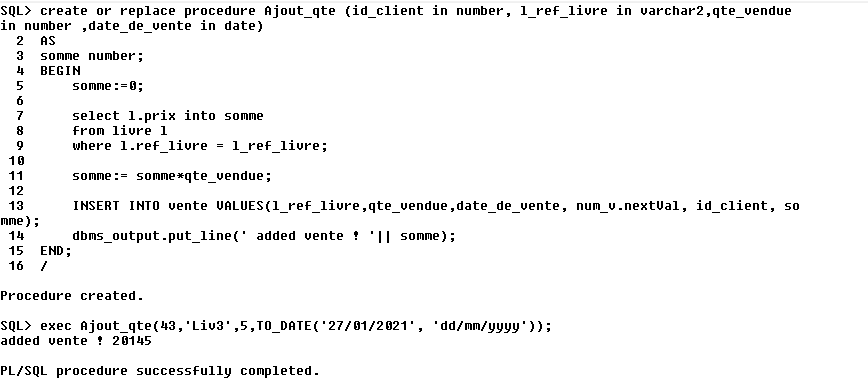 SQL> create or replace procedure Ajout_qte (id_client in number, l_ref_livre in varchar2,qte_vendue
in number ,date_de_vente in date)
  2  AS
  3  somme number;
  4  BEGIN
  5      somme:=0;
  6
  7      select l.prix into somme
  8      from livre l
  9      where l.ref_livre = l_ref_livre;
 10
 11      somme:= somme*qte_vendue;
 12
 13      INSERT INTO vente VALUES(l_ref_livre,qte_vendue,date_de_vente, num_v.nextVal, id_client, so
mme);
 14      dbms_output.put_line(' added vente ! '|| somme);
 15  END;
 16  /
Procedure created.
SQL> exec Ajout_qte(43,'Liv3',5,TO_DATE('27/01/2021', 'dd/mm/yyyy'));
added vente ! 20145
PL/SQL procedure successfully completed.